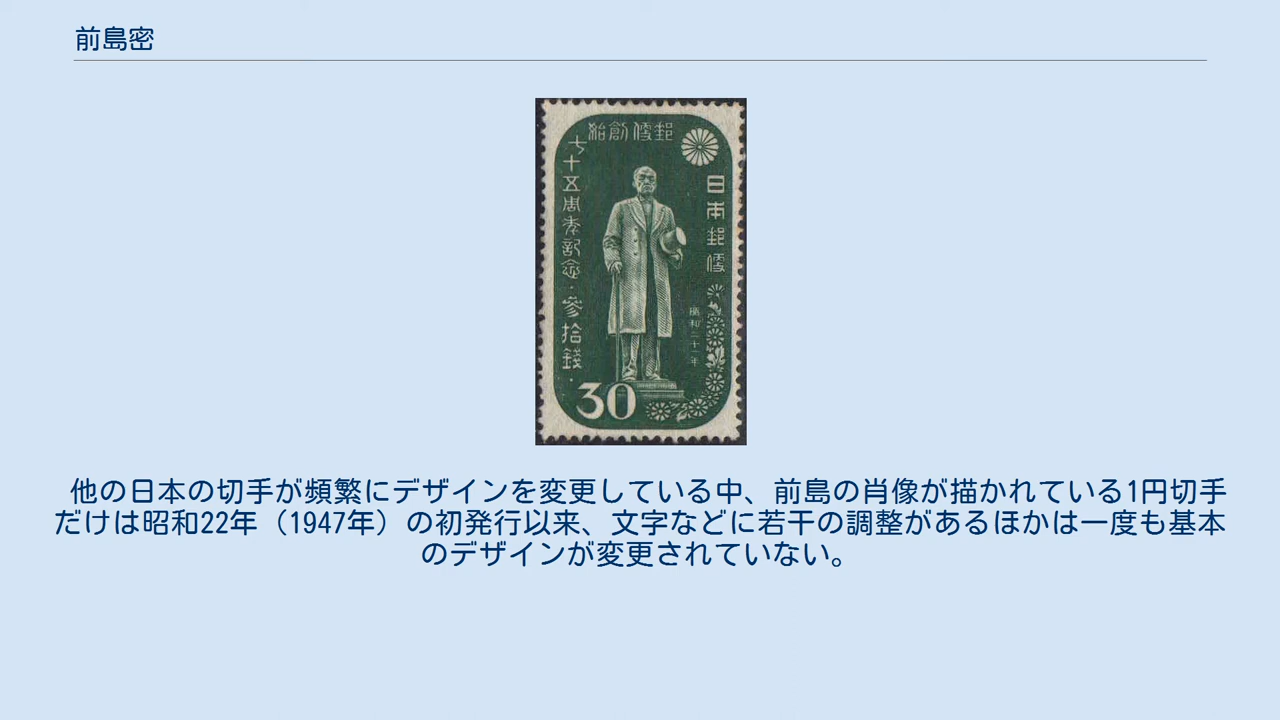 前島密
郵便創始
七十五周年記念・参拾銭・
日本郵便
昭和二十一年
30
他の日本の切手が頻繁にデザインを変更している中、前島の肖像が描かれている1円切手
だけは昭和22年（1947年）の初発行以来、文字などに若干の調整があるほかは一度も基本
のデザインが変更されていない。